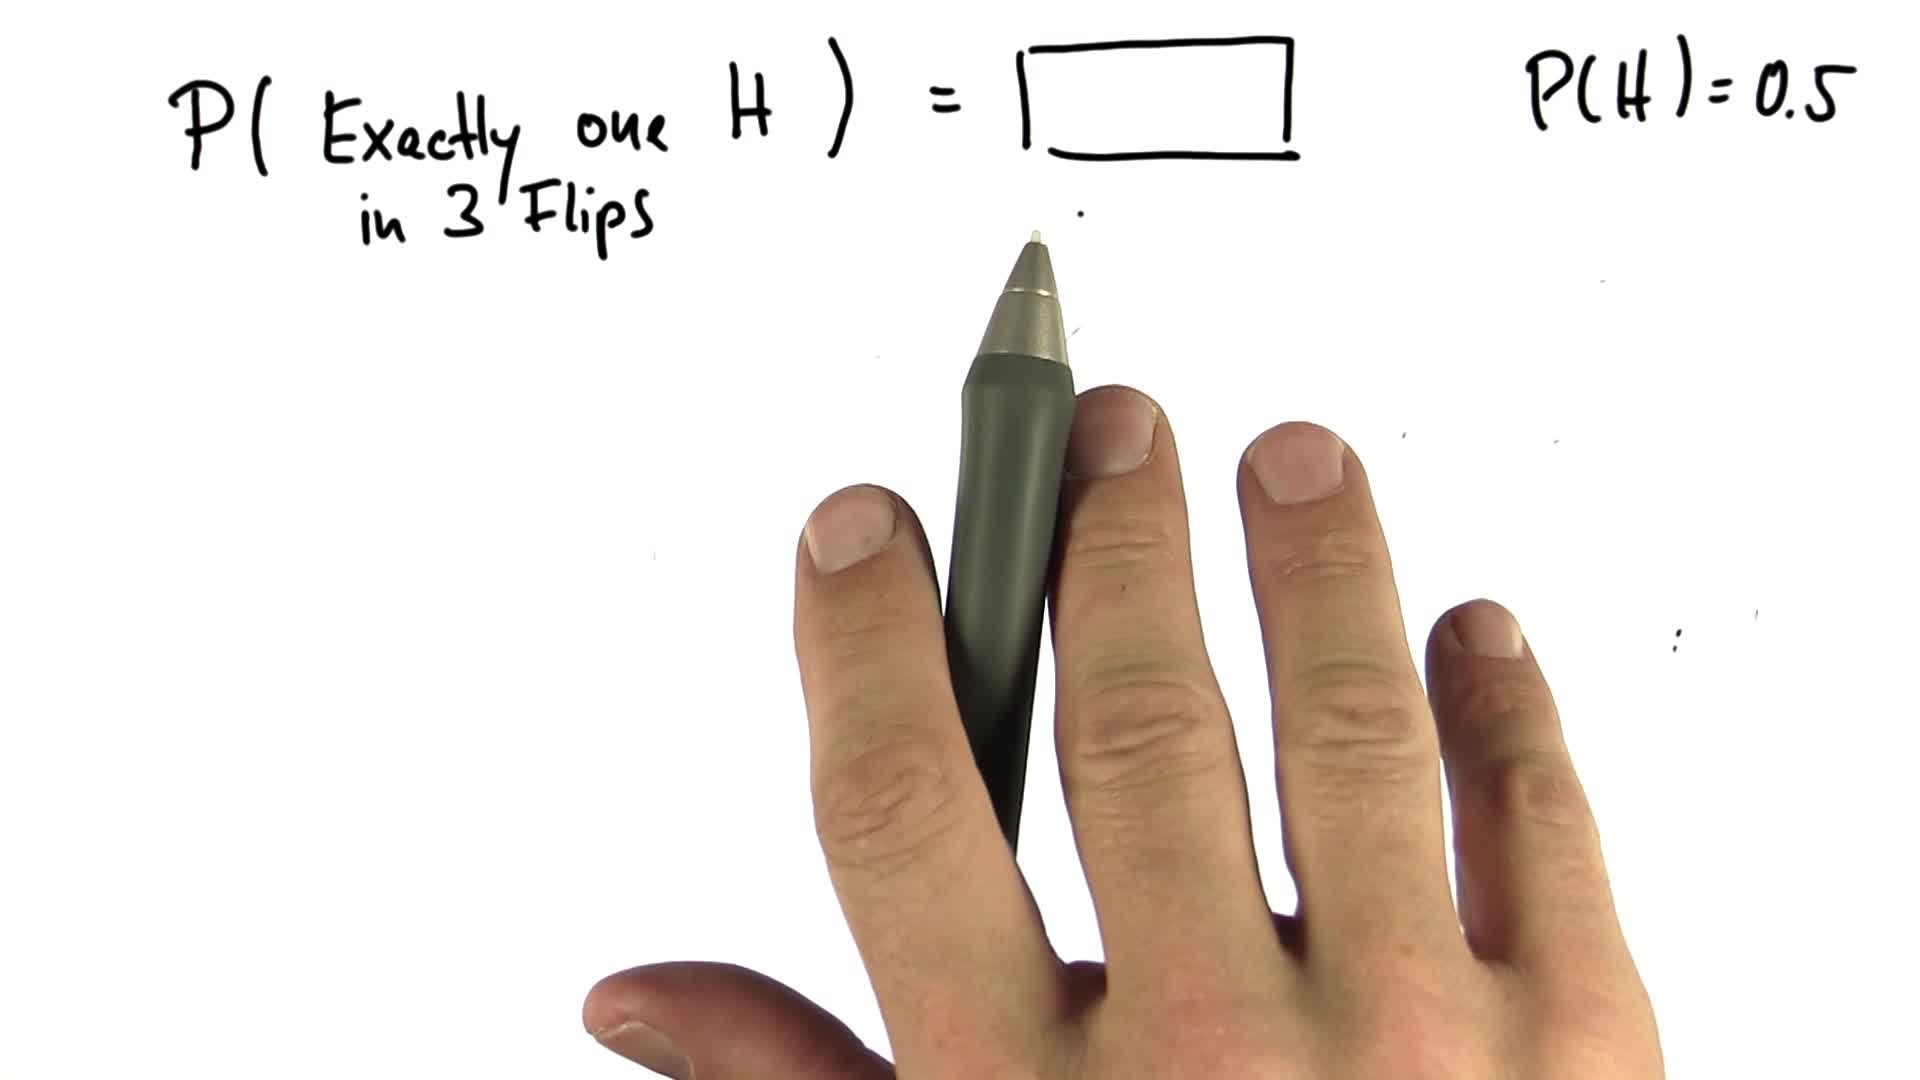 P( Exactly one H ) = P(H) = 0.5
in 3 Flips